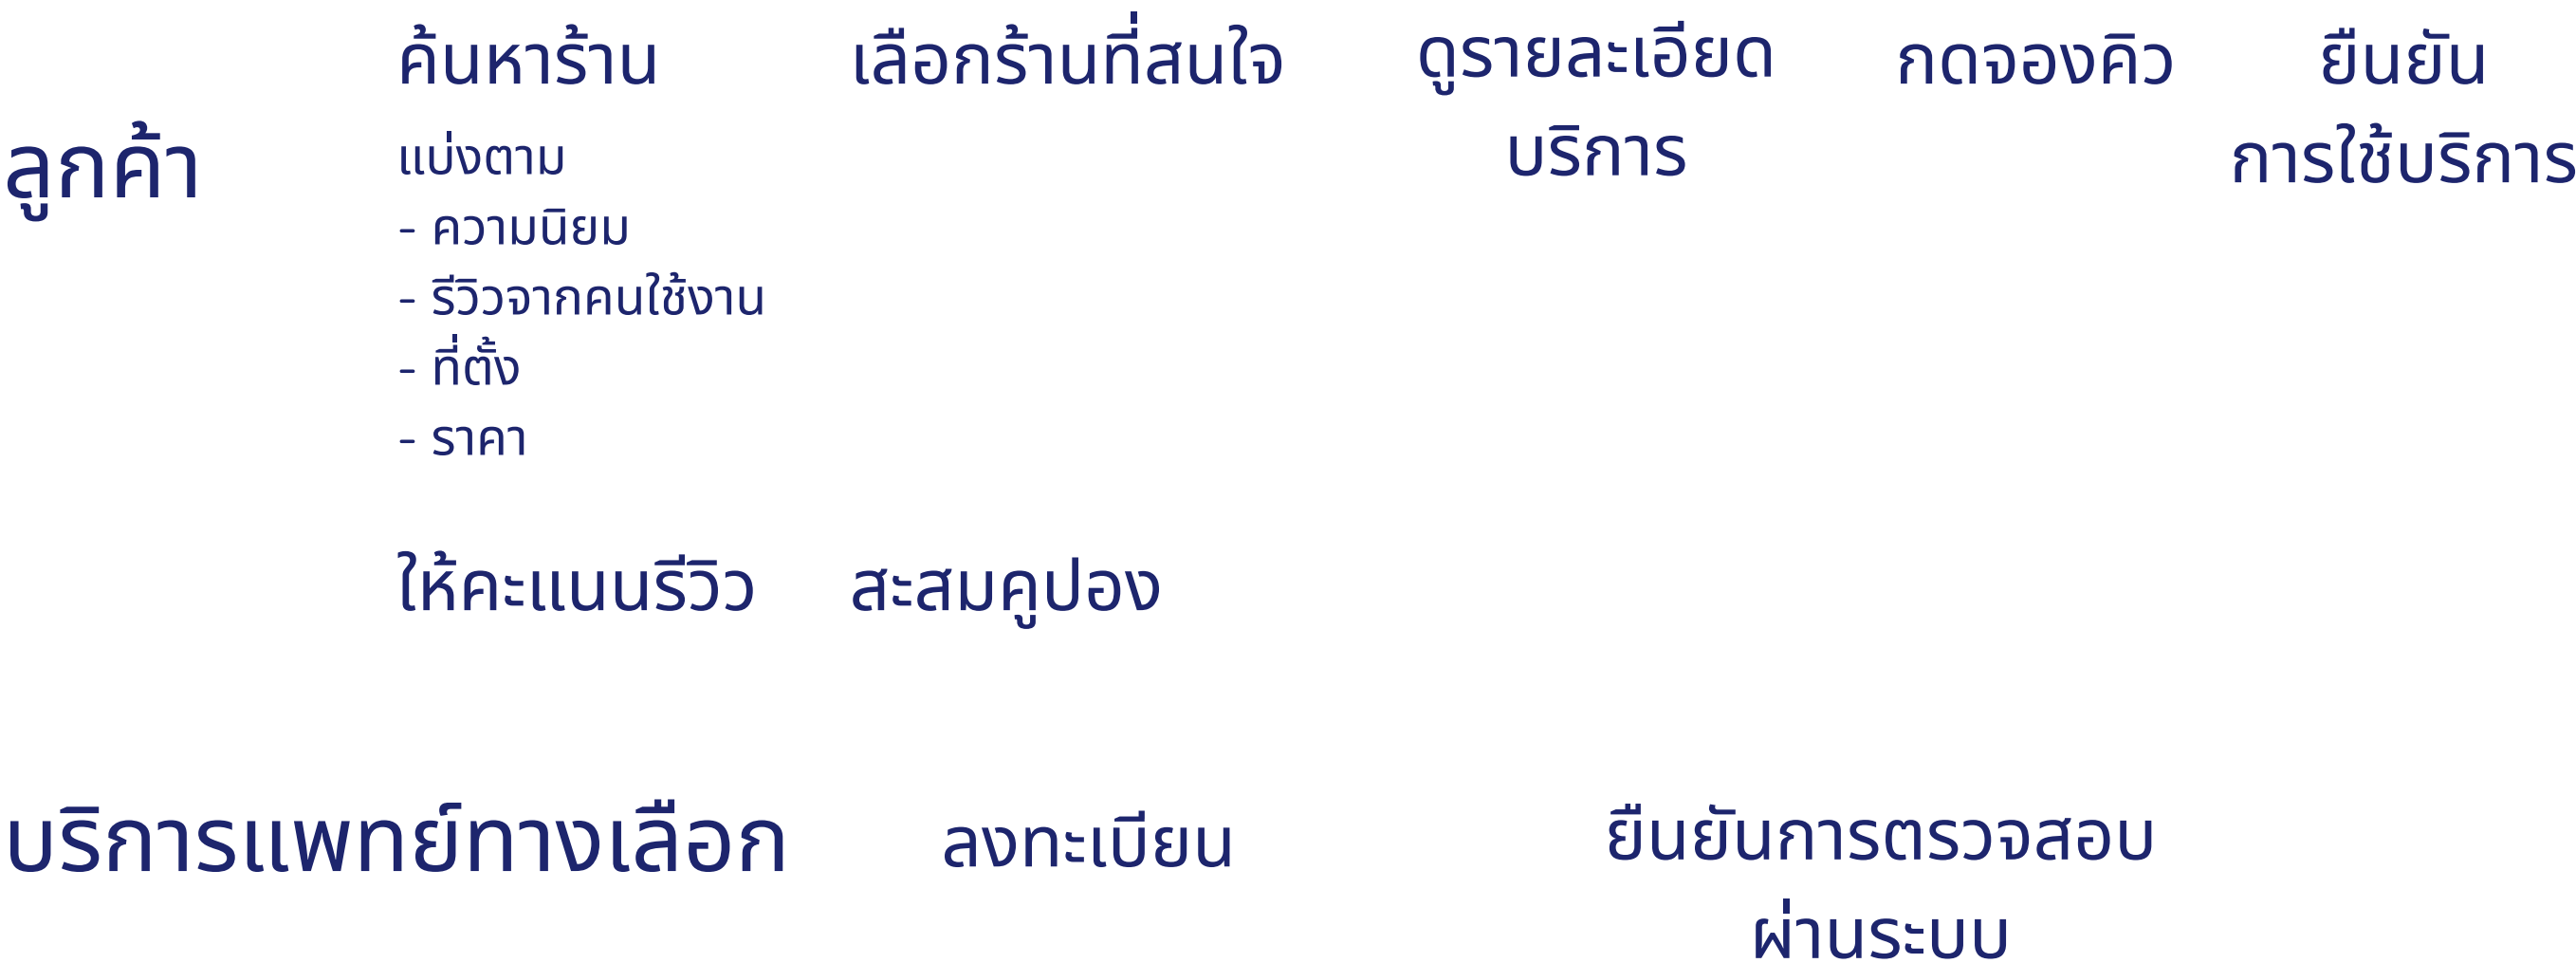 ลูกค้า
ค้นหาร้าน
แบ่งตาม
- ความนิยม
- รีวิวจากคนใช้งาน
- ที่ตั้ง
- ราคา
เลือกร้านที่สนใจ
ดูรายละเอียด
บริการ
กดจองคิว
ยืนยัน
การใช้บริการ
ให้คะแนนรีวิว
สะสมคูปอง
บริการแพทย์ทางเลือก
ลงทะเบียน
ยืนยันการตรวจสอบ
ผ่านระบบ